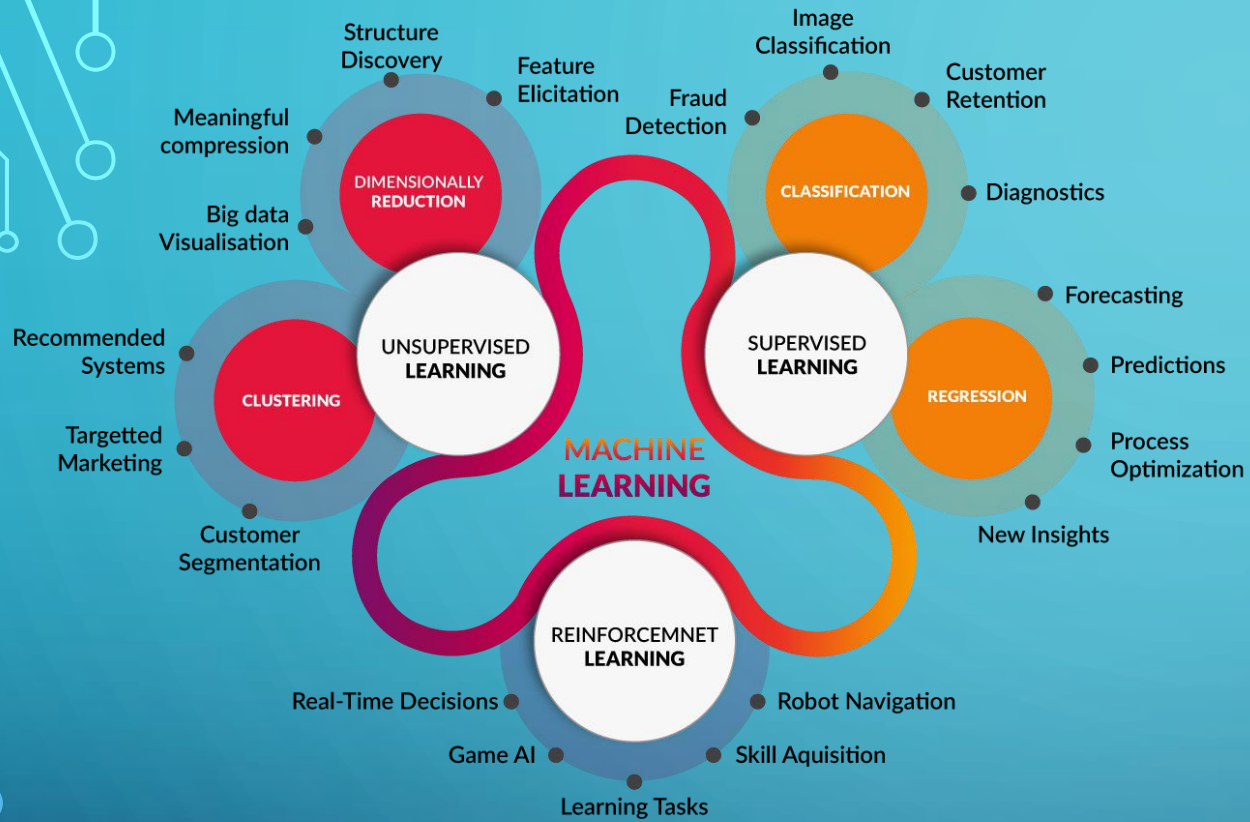 Structure
Discovery
Feature
Elicitation
Meaningful
compression
Big data
Visualisation
DIMENSIONALLY
REDUCTION
Recommended
Systems
Targetted
Marketing
Customer
Segmentation
CLUSTERING
UNSUPERVISED
LEARNING
Image
Classification
Fraud
Detection
Customer
Retention
Diagnostics
CLASSIFICATION
SUPERVISED
LEARNING
Forecasting
Predictions
Process
Optimization
New Insights
REGRESSION
MACHINE
LEARNING
REINFORCEMNET
LEARNING
Real-Time Decisions
Game AI
Learning Tasks
Skill Aquisition
Robot Navigation